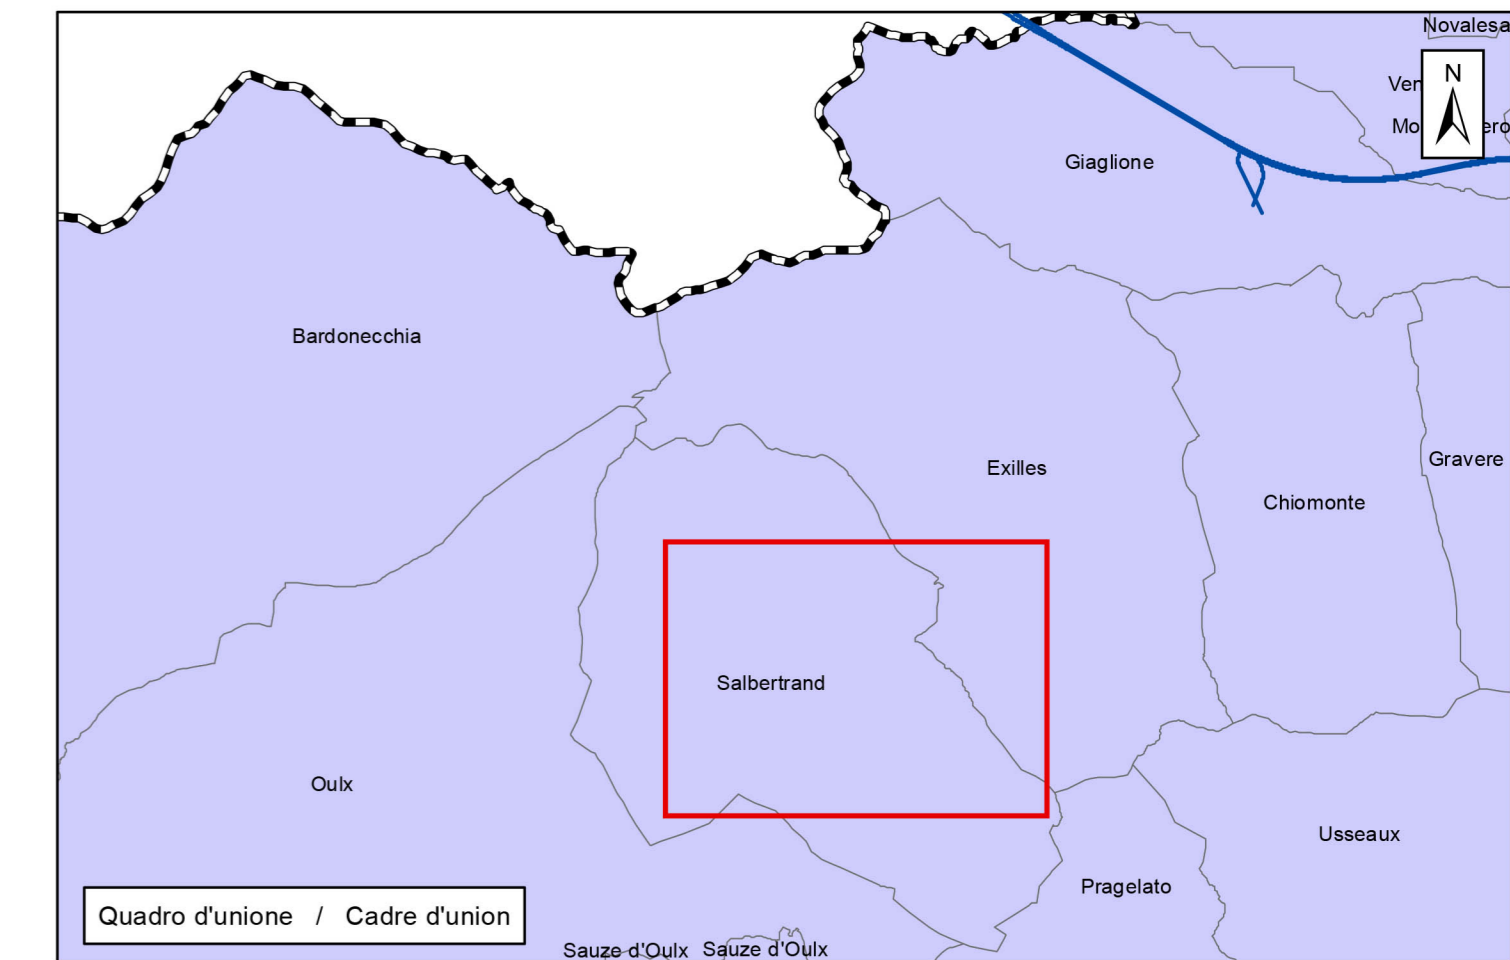 Novalesa
N
Giaglione
Bardonecchia
Exilles
Gravere
Chiomonte
Salbertrand
Oulx
Usseaux
Pragelato
Quadro d'unione / Cadre d'union
Sauze d'Oulx Sauze d'Oulx